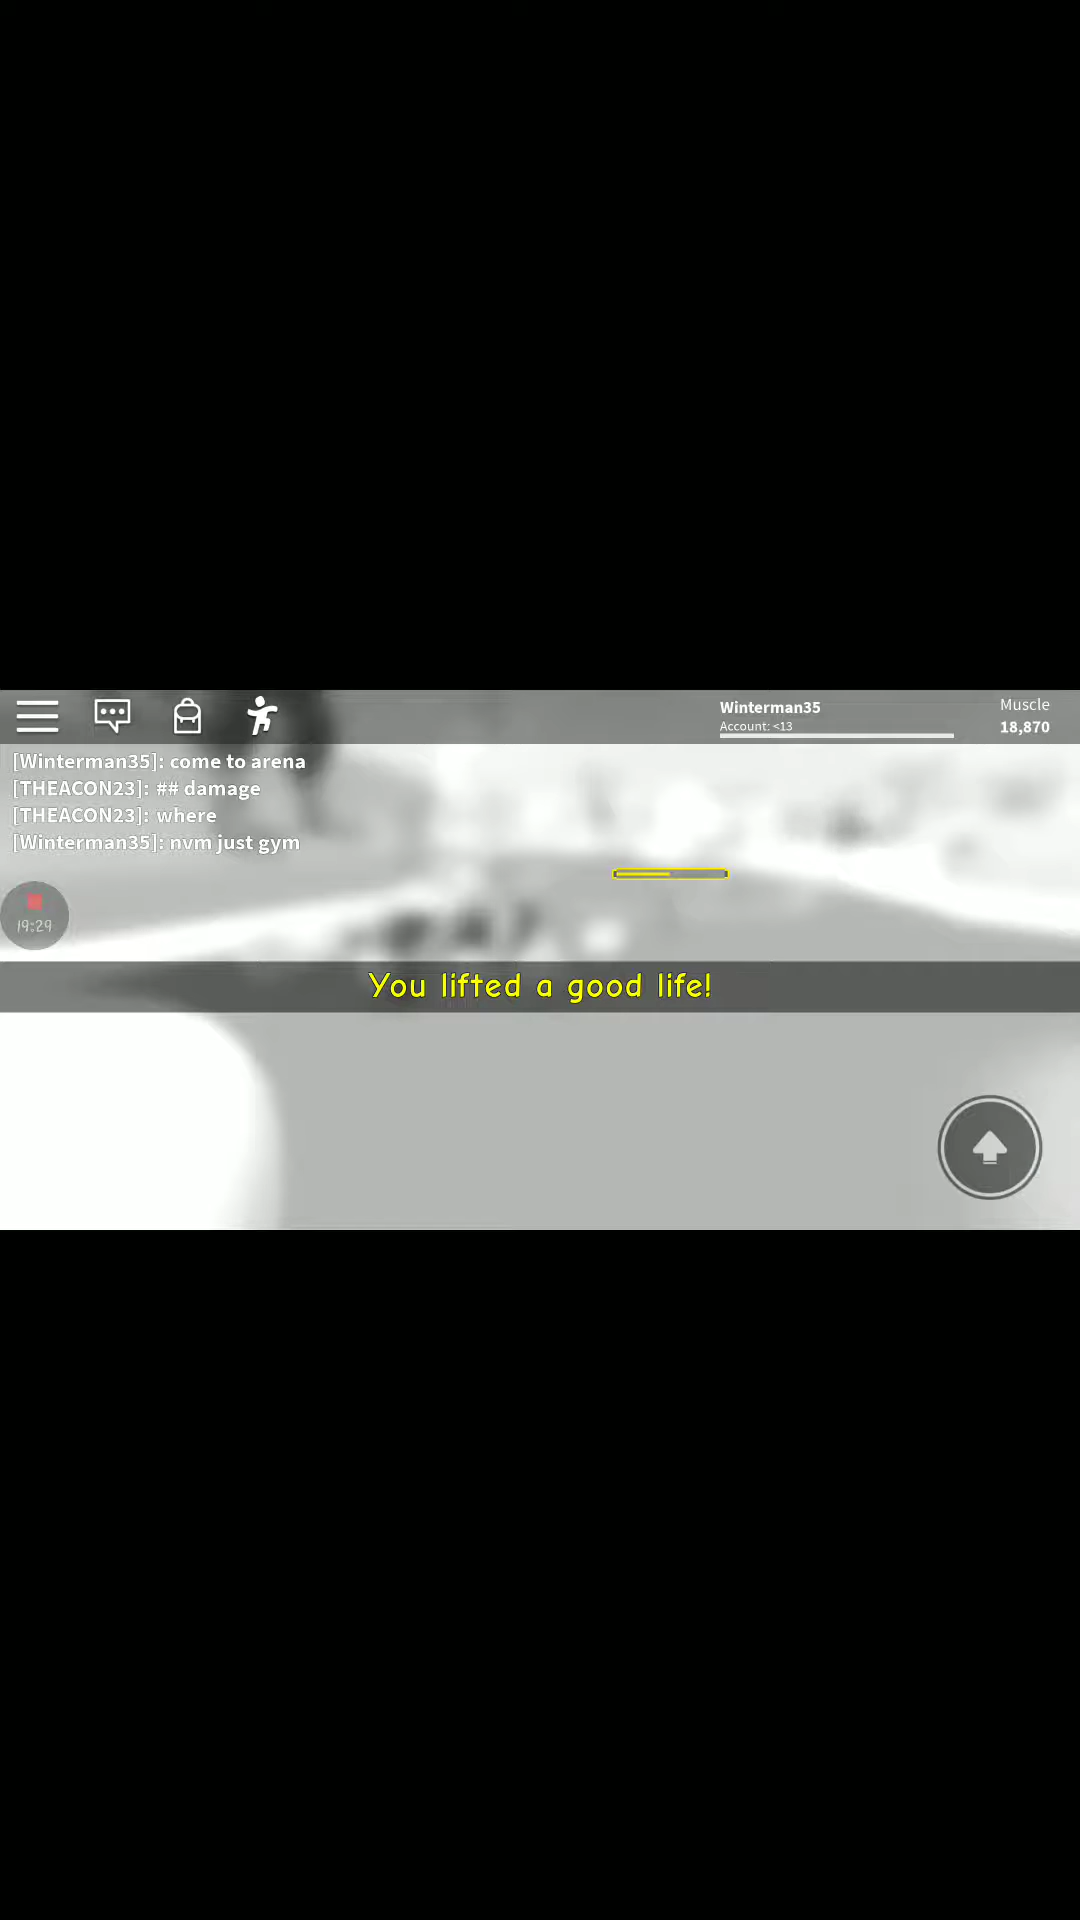 Winterman35
Account: <13
Muscle
18,870
[Winterman35]: come to arena
[THEACON23]: ## damage
[THEACON23]: where
[Winterman35]: nvm just gym
19:29
You lifted a good life!